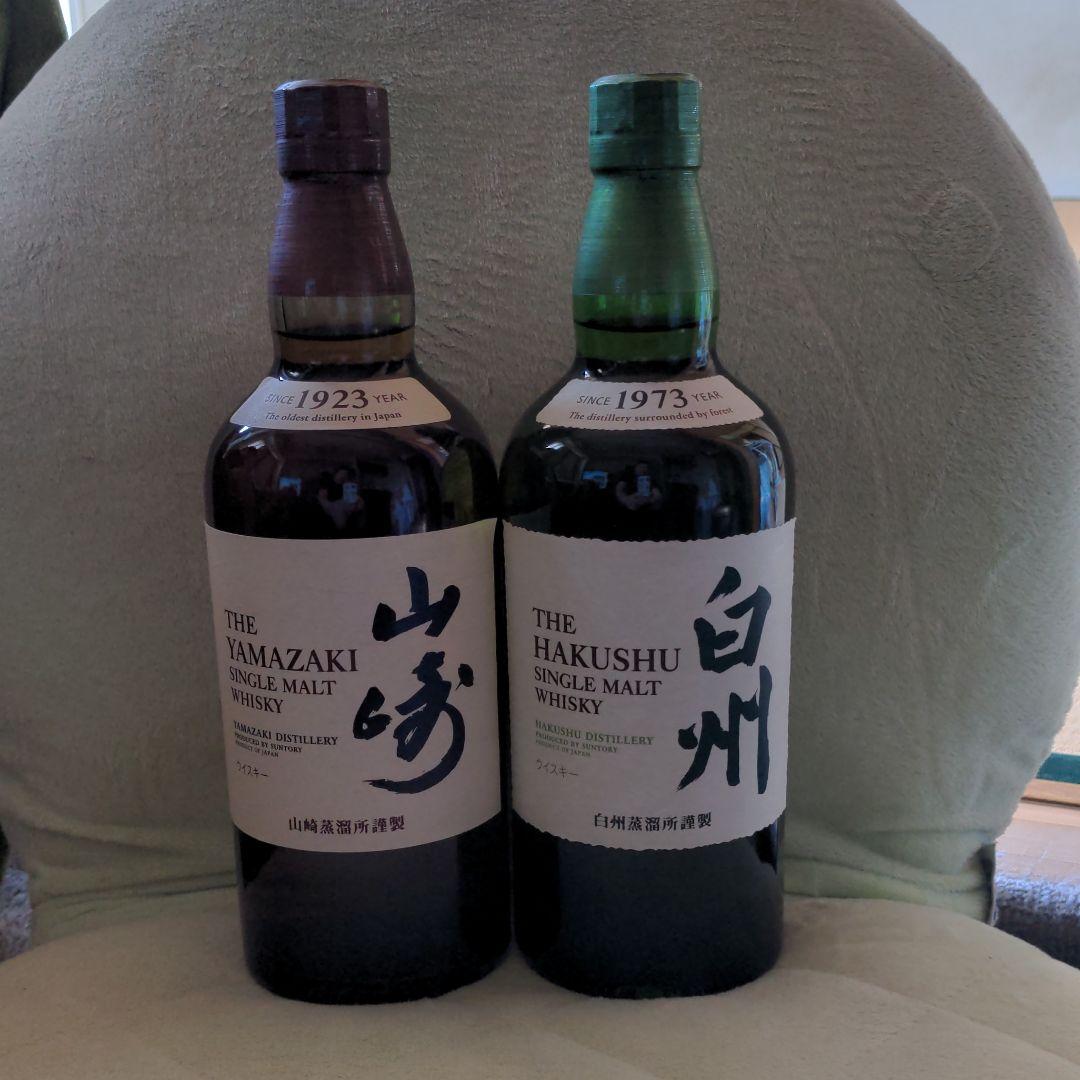 SINCE 1923 YEAR
The oldest distillery in Japan
THE
YAMAZAKI
SINGLE MALT
WHISKY
YAMAZAKI DISTILLERY
PRODUCED BY SUNTORY
PRODUCT OF JAPAN
ウイスキー
山崎
山崎蒸溜所謹製
SINCE 1973 YEAR
The distillery surrounded by forest
THE
HAKUSHU
SINGLE MALT
WHISKY
HAKUSHU DISTILLERY
PRODUCED BY SUNTORY
PRODUCT OF JAPAN
ウイスキー
白州
白州蒸溜所謹製